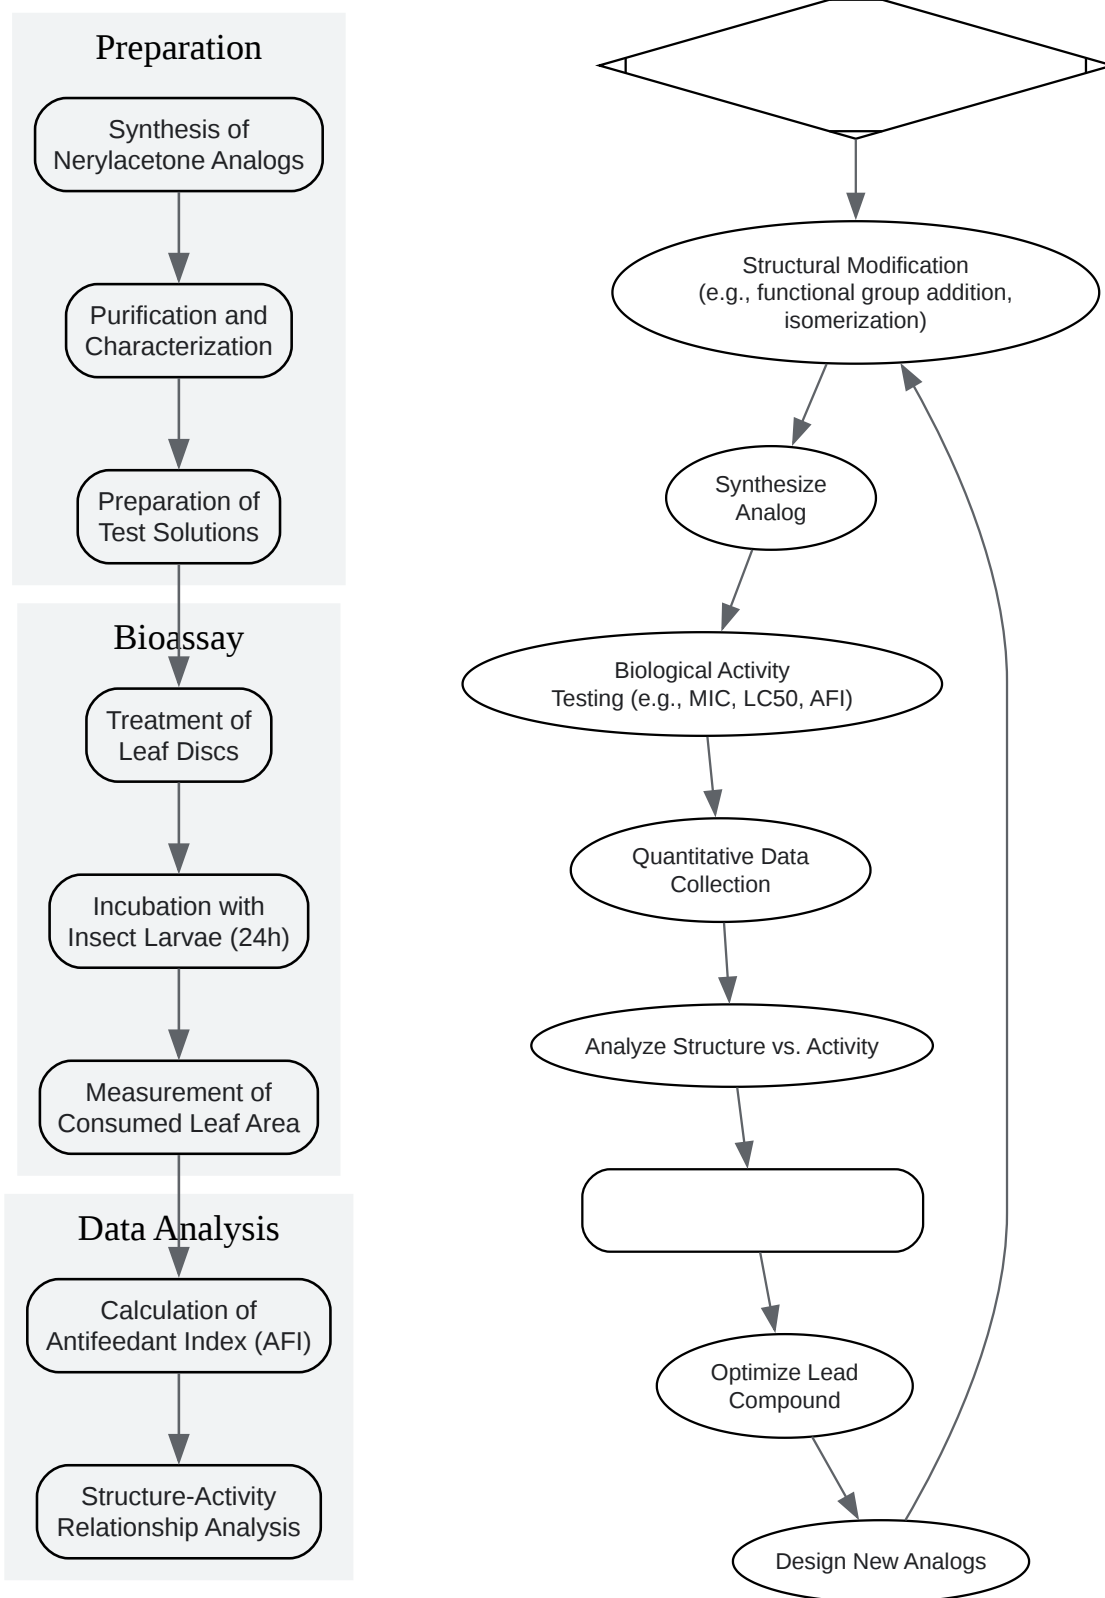 Preparation
Synthesis of
Nerylacetone Analogs
Purification and
Characterization
Preparation of
Test Solutions
Bioassay
Treatment of
Leaf Discs
Incubation with
Insect Larvae (24h)
Measurement of
Consumed Leaf Area
Data Analysis
Calculation of
Antifeedant Index (AFI)
Structure-Activity
Relationship Analysis
Structural Modification
(e.g., functional group addition,
isomerization)
Synthesize
Analog
Biological Activity
Testing (e.g., MIC, LC50, AFI)
Quantitative Data
Collection
Analyze Structure vs. Activity
Optimize Lead
Compound
Design New Analogs